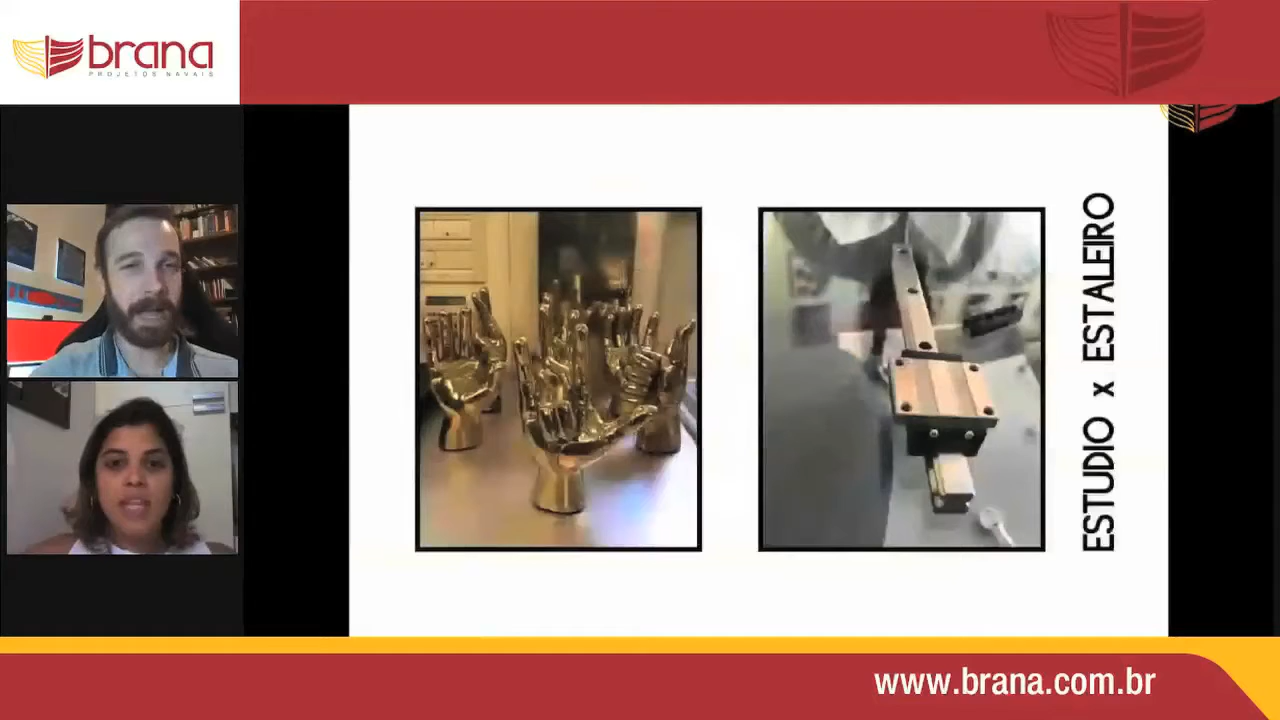 brana
PROJETOS NAVAIS
ESTUDIO x ESTALEIRO
www.brana.com.br